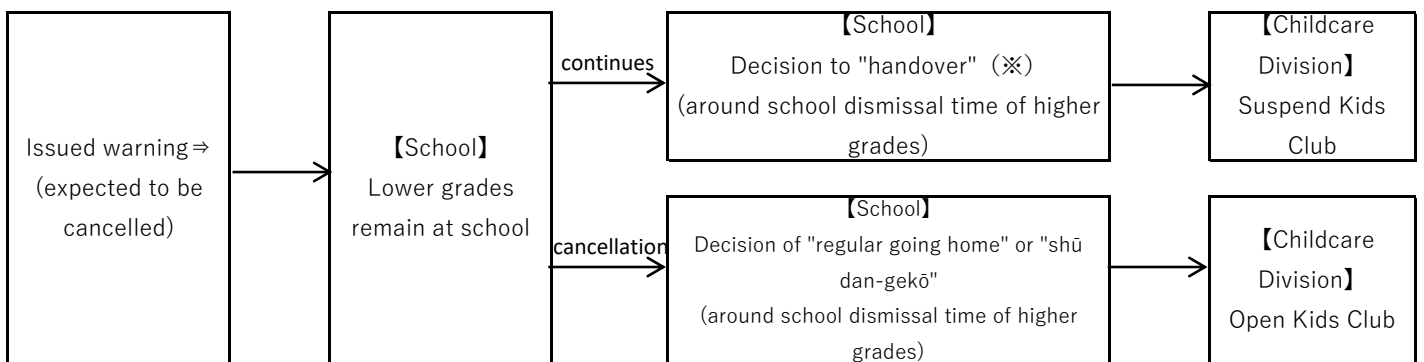 Issued warning⇒
(expected to be
cancelled)
【School】
Lower grades
remain at school
continues
【School】
Decision to "handover"（※）
(around school dismissal time of higher
grades)
【Childcare
Division】
Suspend Kids
Club
cancellation
【School】
Decision of "regular going home" or "shū
dan-gekō"
(around school dismissal time of higher
grades)
【Childcare
Division】
Open Kids Club